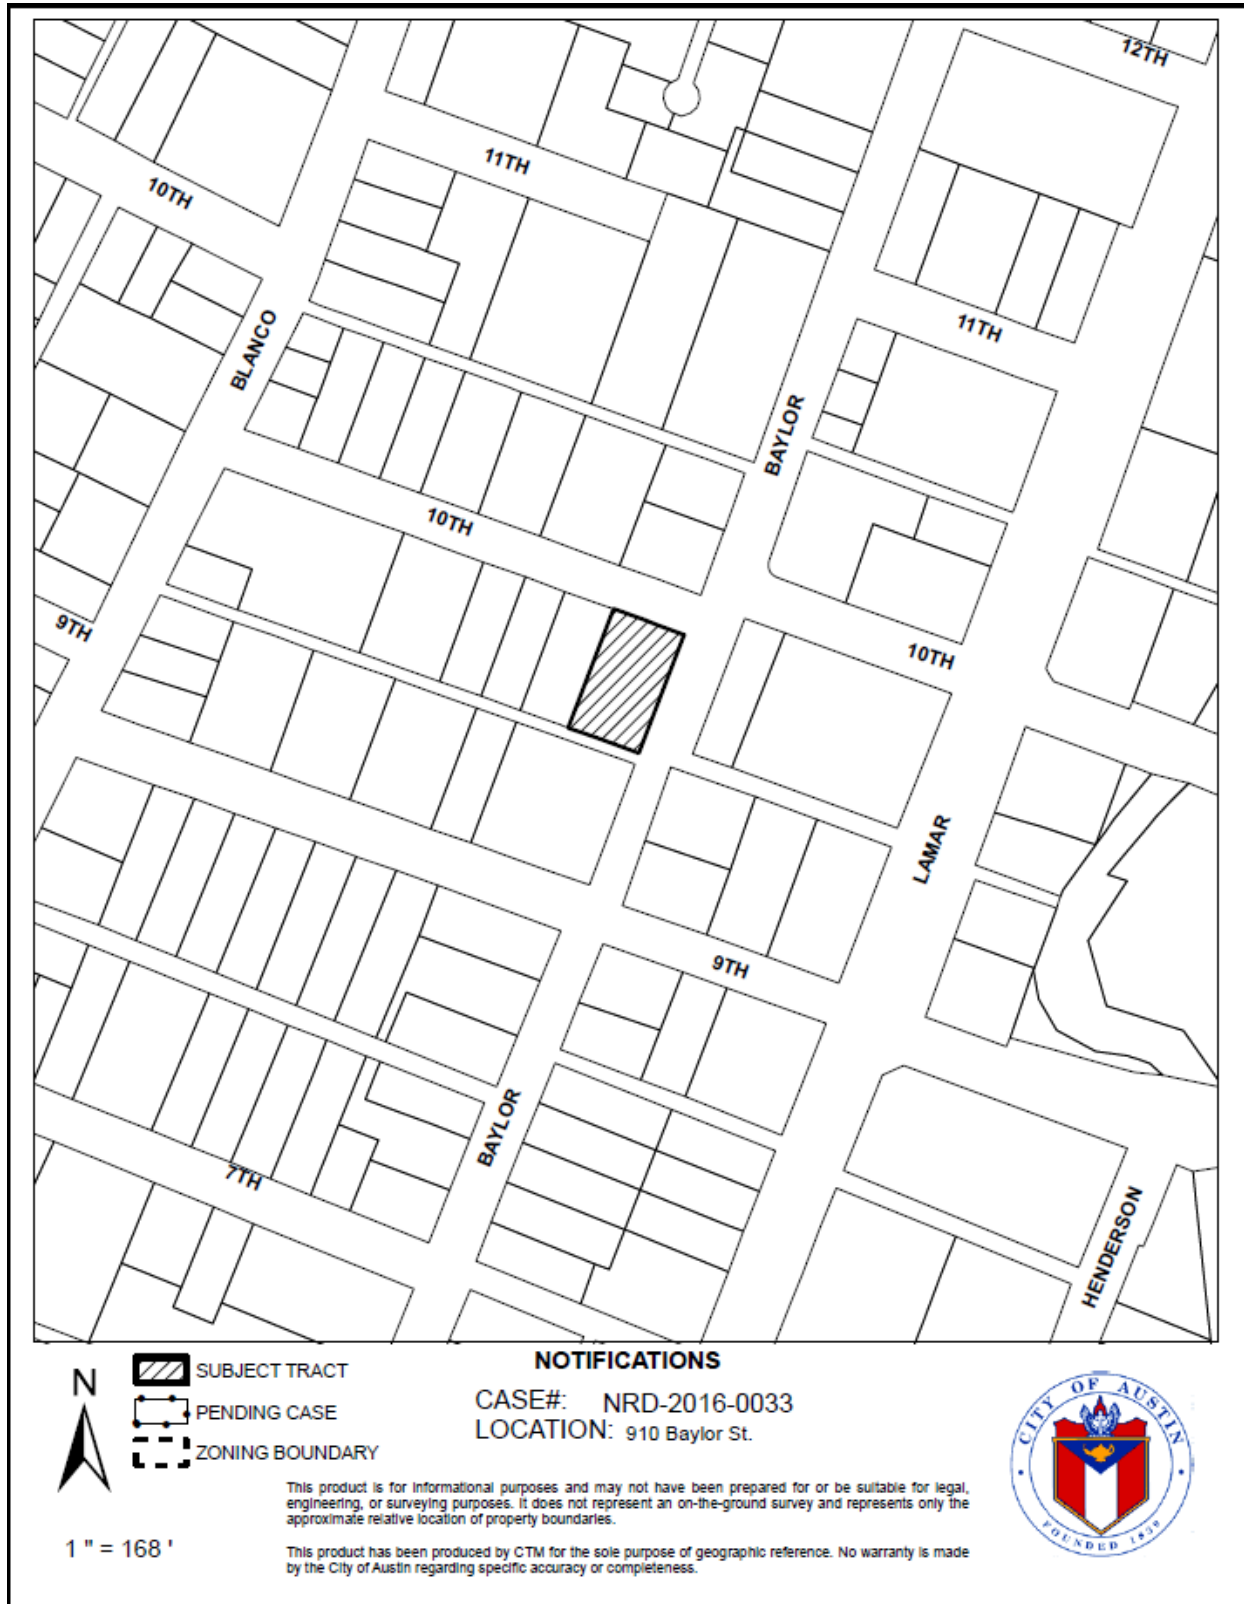 12TH
11TH
10TH
11TH
BLANCO
BAYLOR
10TH
9TH
10TH
LAMAR
9TH
BAYLOR
7TH
HENDERSON
N
SUBJECT TRACT
PENDING CASE
ZONING BOUNDARY
1 " = 168 '
NOTIFICATIONS
CASE#: NRD-2016-0033
LOCATION: 910 Baylor St.
This product is for informational purposes and may not have been prepared for or be suitable for legal,
engineering, or surveying purposes. It does not represent an on-the-ground survey and represents only the
approximate relative location of property boundaries.
This product has been produced by CTM for the sole purpose of geographic reference. No warranty is made
by the City of Austin regarding specific accuracy or completeness.
CITY OF AUSTIN
FOUNDED 1839